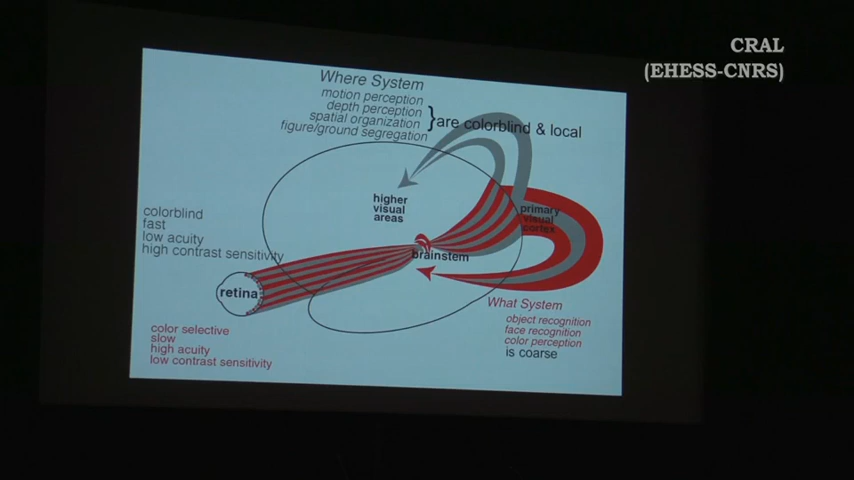 CRAL
(EHESS-CNRS)
Where System
motion perception
depth perception
spatial organization
figure/ground segregation
}are colorblind & local
higher
visual
areas
primary
visual
cortex
colorblind
fast
low acuity
high contrast sensitivity
brainstem
retina
What System
object recognition
face recognition
color perception
is coarse
color selective
slow
high acuity
low contrast sensitivity